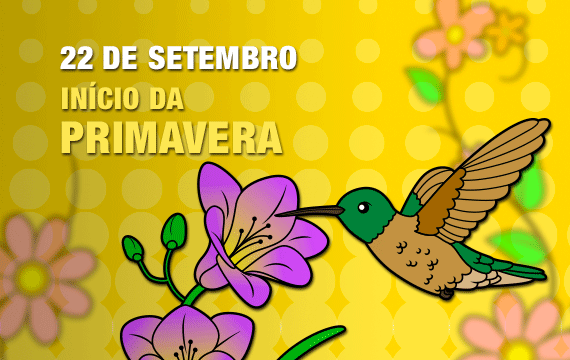 22 DE SETEMBRO
INÍCIO DA
PRIMAVERA